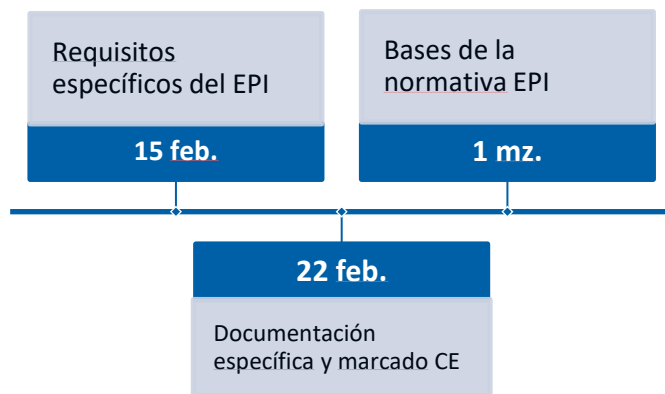 Requisitos
específicos del EPI
15 feb.
Bases de la
normativa EPI
1 mz.
22 feb.
Documentación
específica y marcado CE